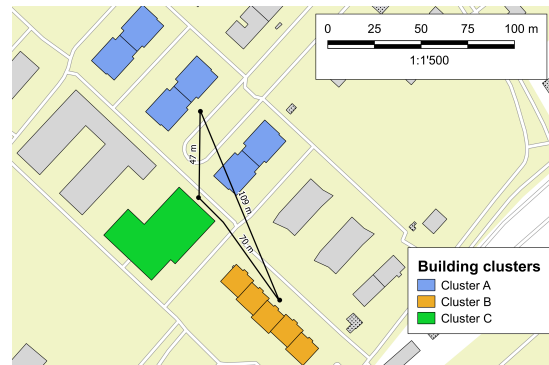 0 25 50 75 100 m
1:1'500
47 m
109 m
70 m
Building clusters
Cluster A
Cluster B
Cluster C